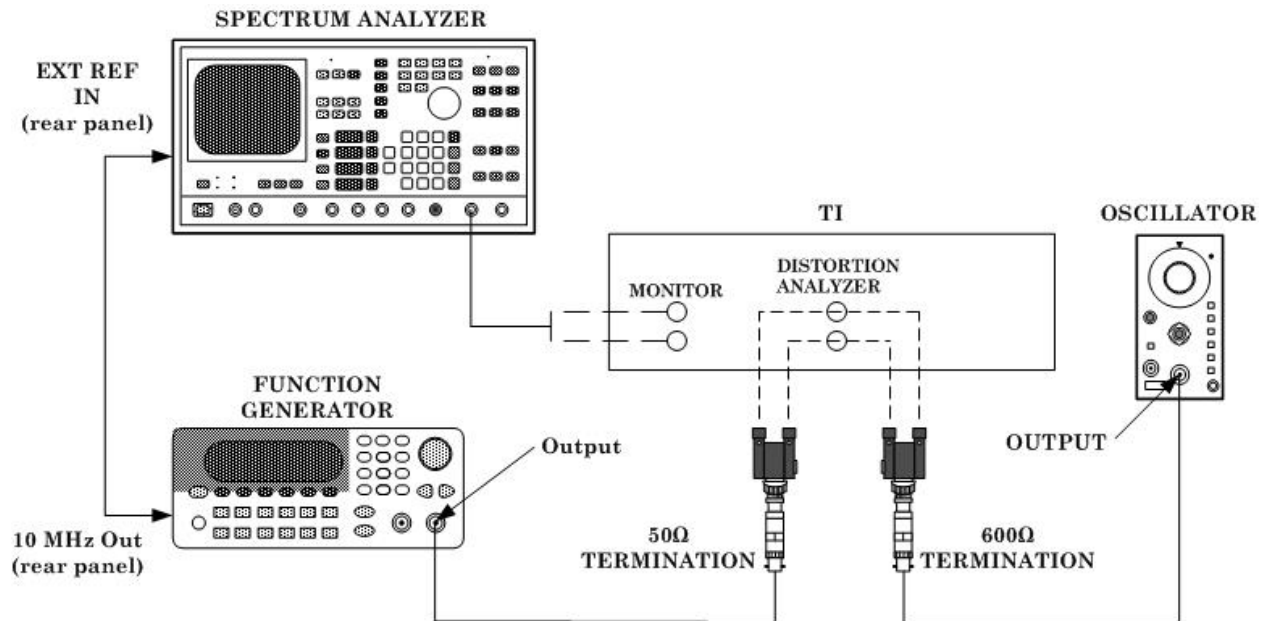 SPECTRUM ANALYZER
EXT REF
IN
(rear panel)
TI
OSCILLATOR
MONITOR
DISTORTION
ANALYZER
FUNCTION
GENERATOR
Output
OUTPUT
10 MHz Out
(rear panel)
50Ω
TERMINATION
600Ω
TERMINATION